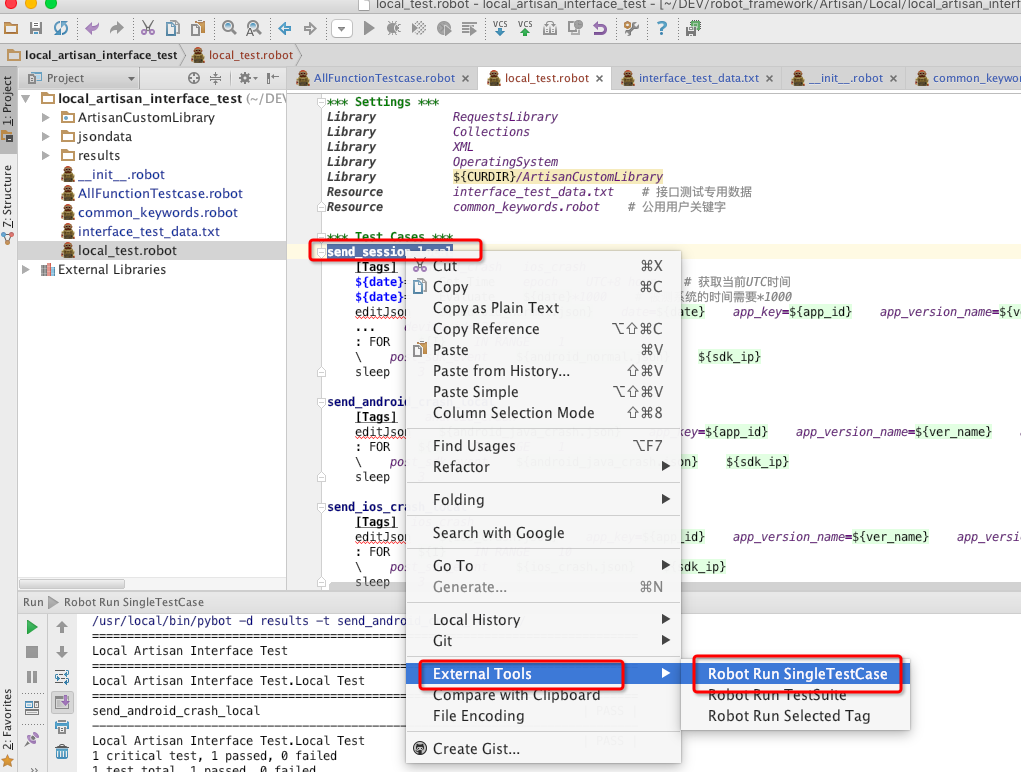 local_test.robot - local_artisan_interface_test - [~/DEV/robot_framework/Artisan/Local/local_artisan_interf
local_artisan_interface_test
local_test.robot
Project
AllFunctionTestcase.robot
local_test.robot
interface_test_data.txt
__init__.robot
common_keywor
1: Project
Z: Structure
2: Favorites
local_artisan_interface_test (~/DEV
ArtisanCustomLibrary
jsondata
results
__init__.robot
AllFunctionTestcase.robot
common_keywords.robot
interface_test_data.txt
local_test.robot
External Libraries
*** Settings ***
Library RequestsLibrary
Library Collections
Library XML
Library OperatingSystem
Library ${CURDIR}/ArtisanCustomLibrary
Resource interface_test_data.txt # 接口测试专用数据
Resource common_keywords.robot # 公用用户关键字
*** Test Cases ***
send_session_local
[Tags]
${date}= # 获取当前UTC时间
${date}= 系统的时间需要*1000
editJson date} app_key=${app_id} app_version_name=${ve
...
: FOR
\ po ${sdk_ip}
sleep
send_android
[Tags]
editJson key=${app_id} app_version_name=${ver_name}
: FOR
\ po ${sdk_ip}
sleep
send_ios_cra
[Tags]
editJson _id} app_version_name=${ver_name} app_versio
: FOR
\ po sdk_ip}
sleep
Cut ⌘X
Copy ⌘C
Copy as Plain Text
Copy Reference ⌥⇧⌘C
Paste ⌘V
Paste from History... ⇧⌘V
Paste Simple ⌥⇧⌘V
Column Selection Mode ⇧⌘8
Find Usages ⌥F7
Refactor
Folding
Search with Google
Go To
Generate... ⌘N
Local History
Git
External Tools
Compare with Clipboard
File Encoding
Create Gist...
Robot Run SingleTestCase
Robot Run TestSuite
Robot Run Selected Tag
Run Robot Run SingleTestCase
/usr/local/bin/pybot -d results -t send_android
==============================================
Local Artisan Interface Test
==============================================
Local Artisan Interface Test.Local Test
==============================================
send_android_crash_local
----------------------------------------------
Local Artisan Interface Test.Local Test
1 critical test, 1 passed, 0 failed
1 test total, 1 passed, 0 failed